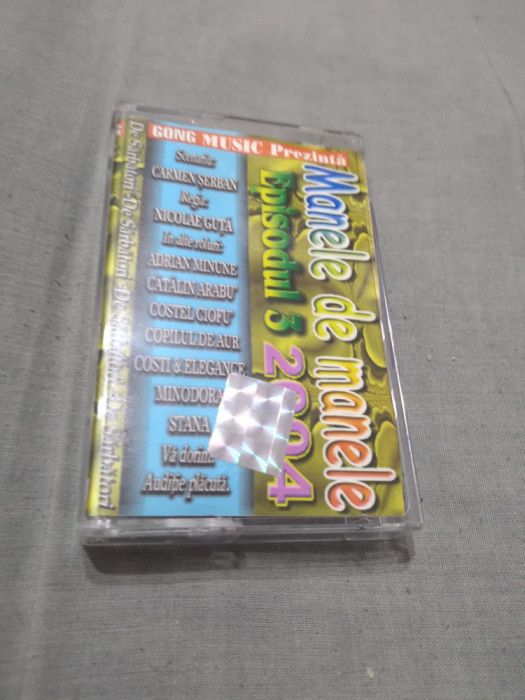 GONG MUSIC Prezintă
Scenariile:
CARMEN ȘERBAN
Regia:
NICOLAE GUȚĂ
În alte roluri:
ADRIAN MINUNE
CĂTĂLIN ARABU'
COSTEL CIOFU'
COPILUL DE AUR
COSTI & ELEGANCE
MINODORA
STANA
Vă dorim
Audiție plăcută.
Manele de manele
Episodul 3
2004
De Sărbători - De Sărbători - De Sărbători - De Sărbători